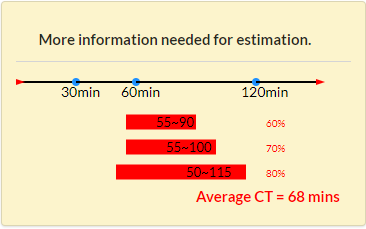 More information needed for estimation.
30min 60min 120min
55~90 60%
55~100 70%
50~115 80%
Average CT = 68 mins